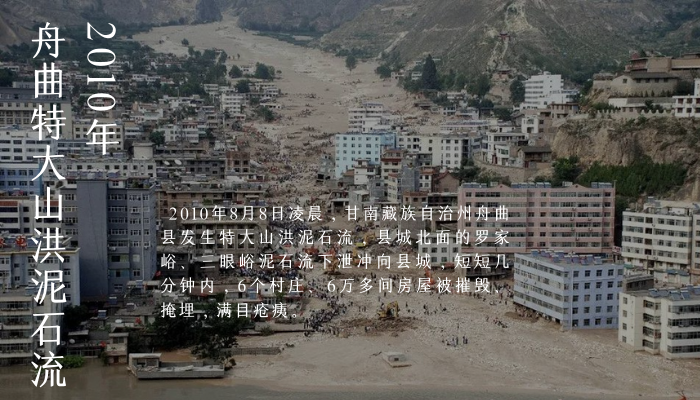 2010年
舟曲特大山洪泥石流
2010年8月8日凌晨，甘南藏族自治州舟曲
县发生特大山洪泥石流，县城北面的罗家
峪、三眼峪泥石流下泄冲向县城，短短几
分钟内，6个村庄、6万多间房屋被摧毁、
掩埋，满目疮痍。